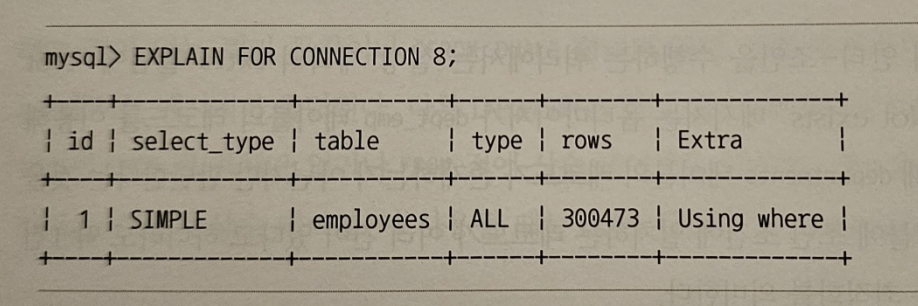 mysql> EXPLAIN FOR CONNECTION 8;
+----+-------------+-----------+------+--------+-------------+
| id | select_type | table     | type | rows   | Extra       |
+----+-------------+-----------+------+--------+-------------+
|  1 | SIMPLE      | employees | ALL  | 300473 | Using where |
+----+-------------+-----------+------+--------+-------------+